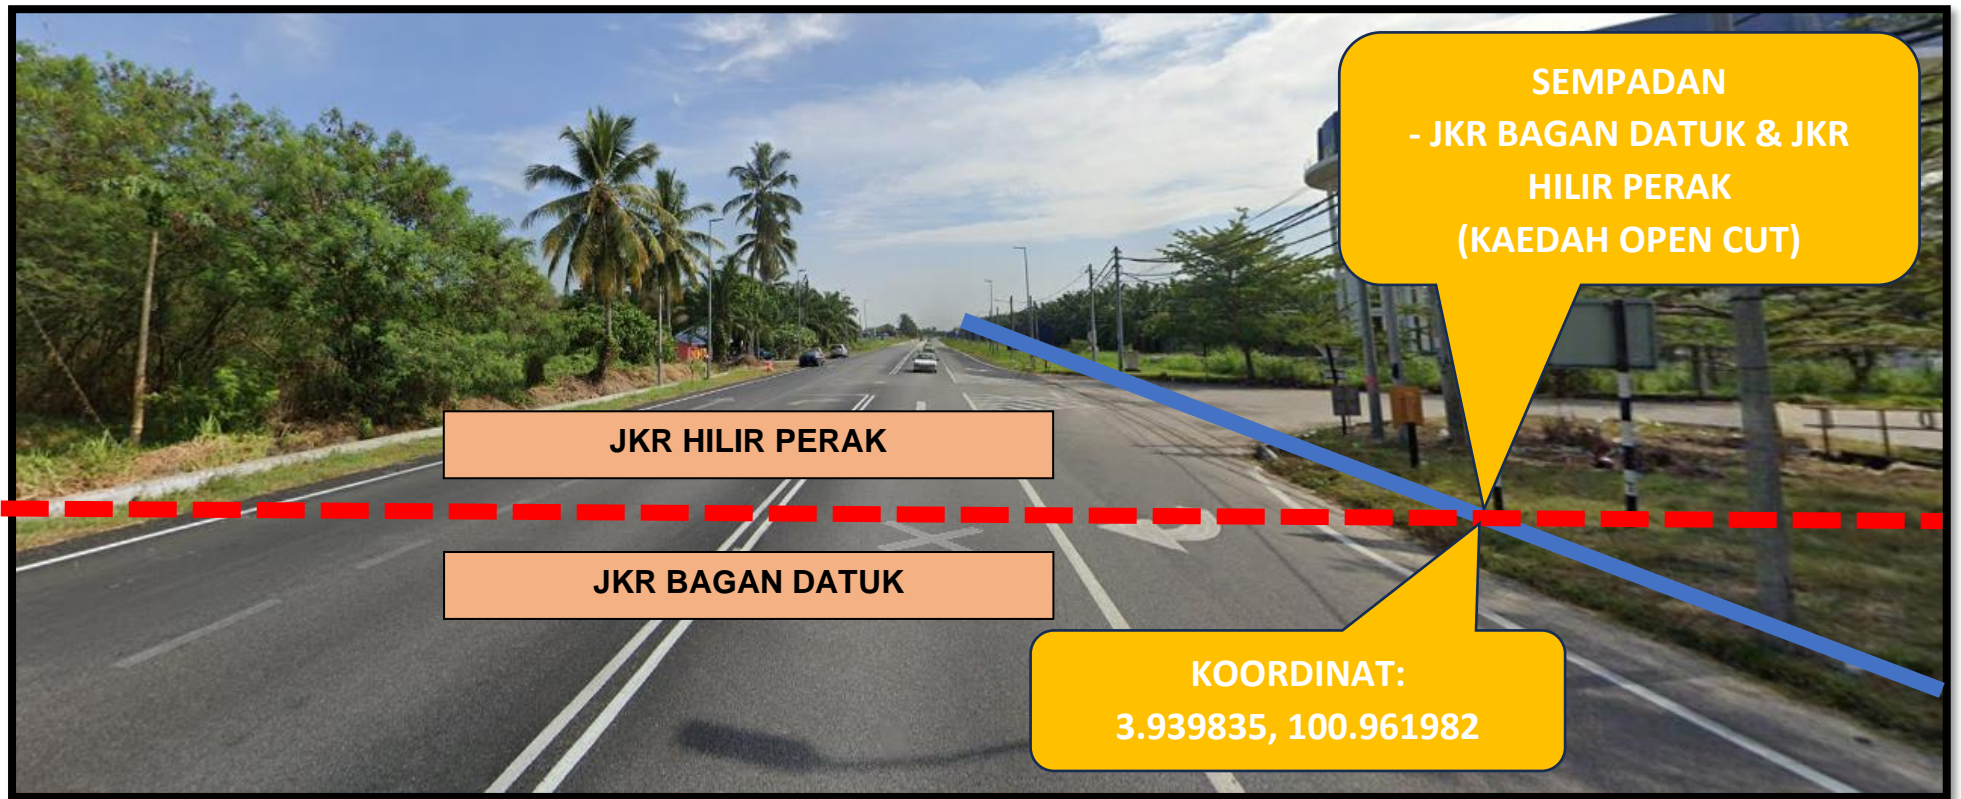 SEMPADAN
- JKR BAGAN DATUK & JKR
HILIR PERAK
(KAEDAH OPEN CUT)
JKR HILIR PERAK
JKR BAGAN DATUK
KOORDINAT:
3.939835, 100.961982